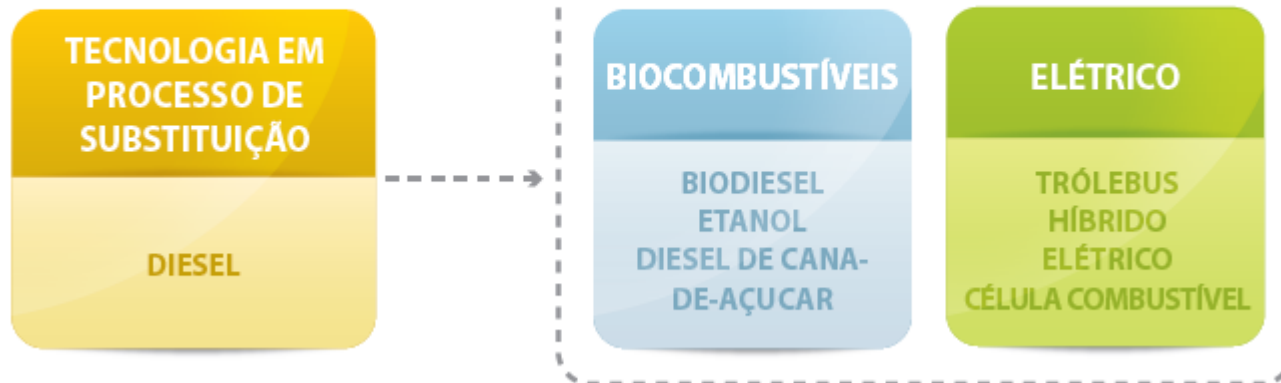 TECNOLOGIA EM
PROCESSO DE
SUBSTITUIÇÃO
DIESEL
BIOCOMBUSTÍVEIS
BIODIESEL
ETANOL
DIESEL DE CANA-
DE-AÇUCAR
ELÉTRICO
TRÓLEBUS
HÍBRIDO
ELÉTRICO
CÉLULA COMBUSTÍVEL